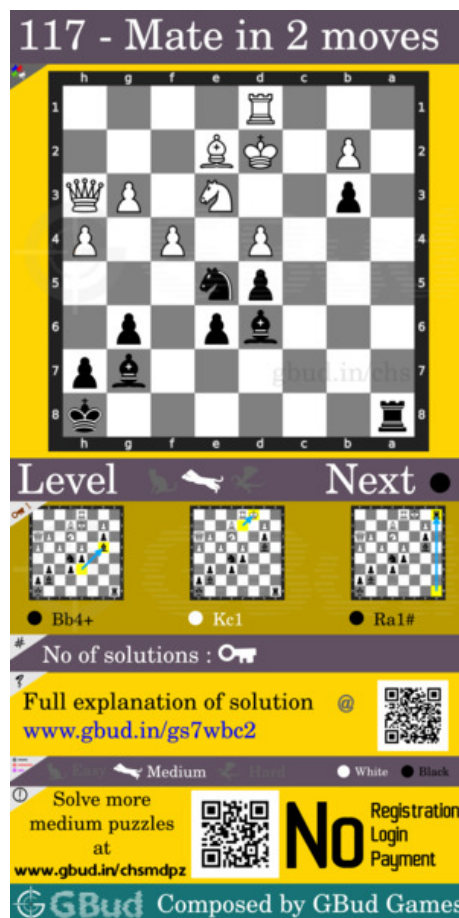 117 - Mate in 2 moves
h g f e d c b a
1 1
2 2
3 3
4 4
5 5
6 6
7 gbud.in/chs 7
8 8
h g f e d c b a
Level Next
Bb4+ Kc1 Ra1#
# No of solutions :
? Full explanation of solution @
www.gbud.in/gs7wbc2
Easy Medium Hard White Black
Solve more
medium puzzles
at
www.gbud.in/chsmdpz
No
Registration
Login
Payment
GBud Composed by GBud Games